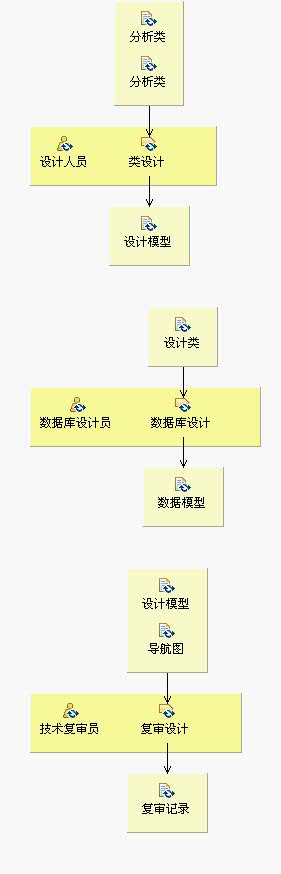 分析类
分析类
设计人员 类设计
设计模型
设计类
数据库设计员 数据库设计
数据模型
设计模型
导航图
技术复审员 复审设计
复审记录